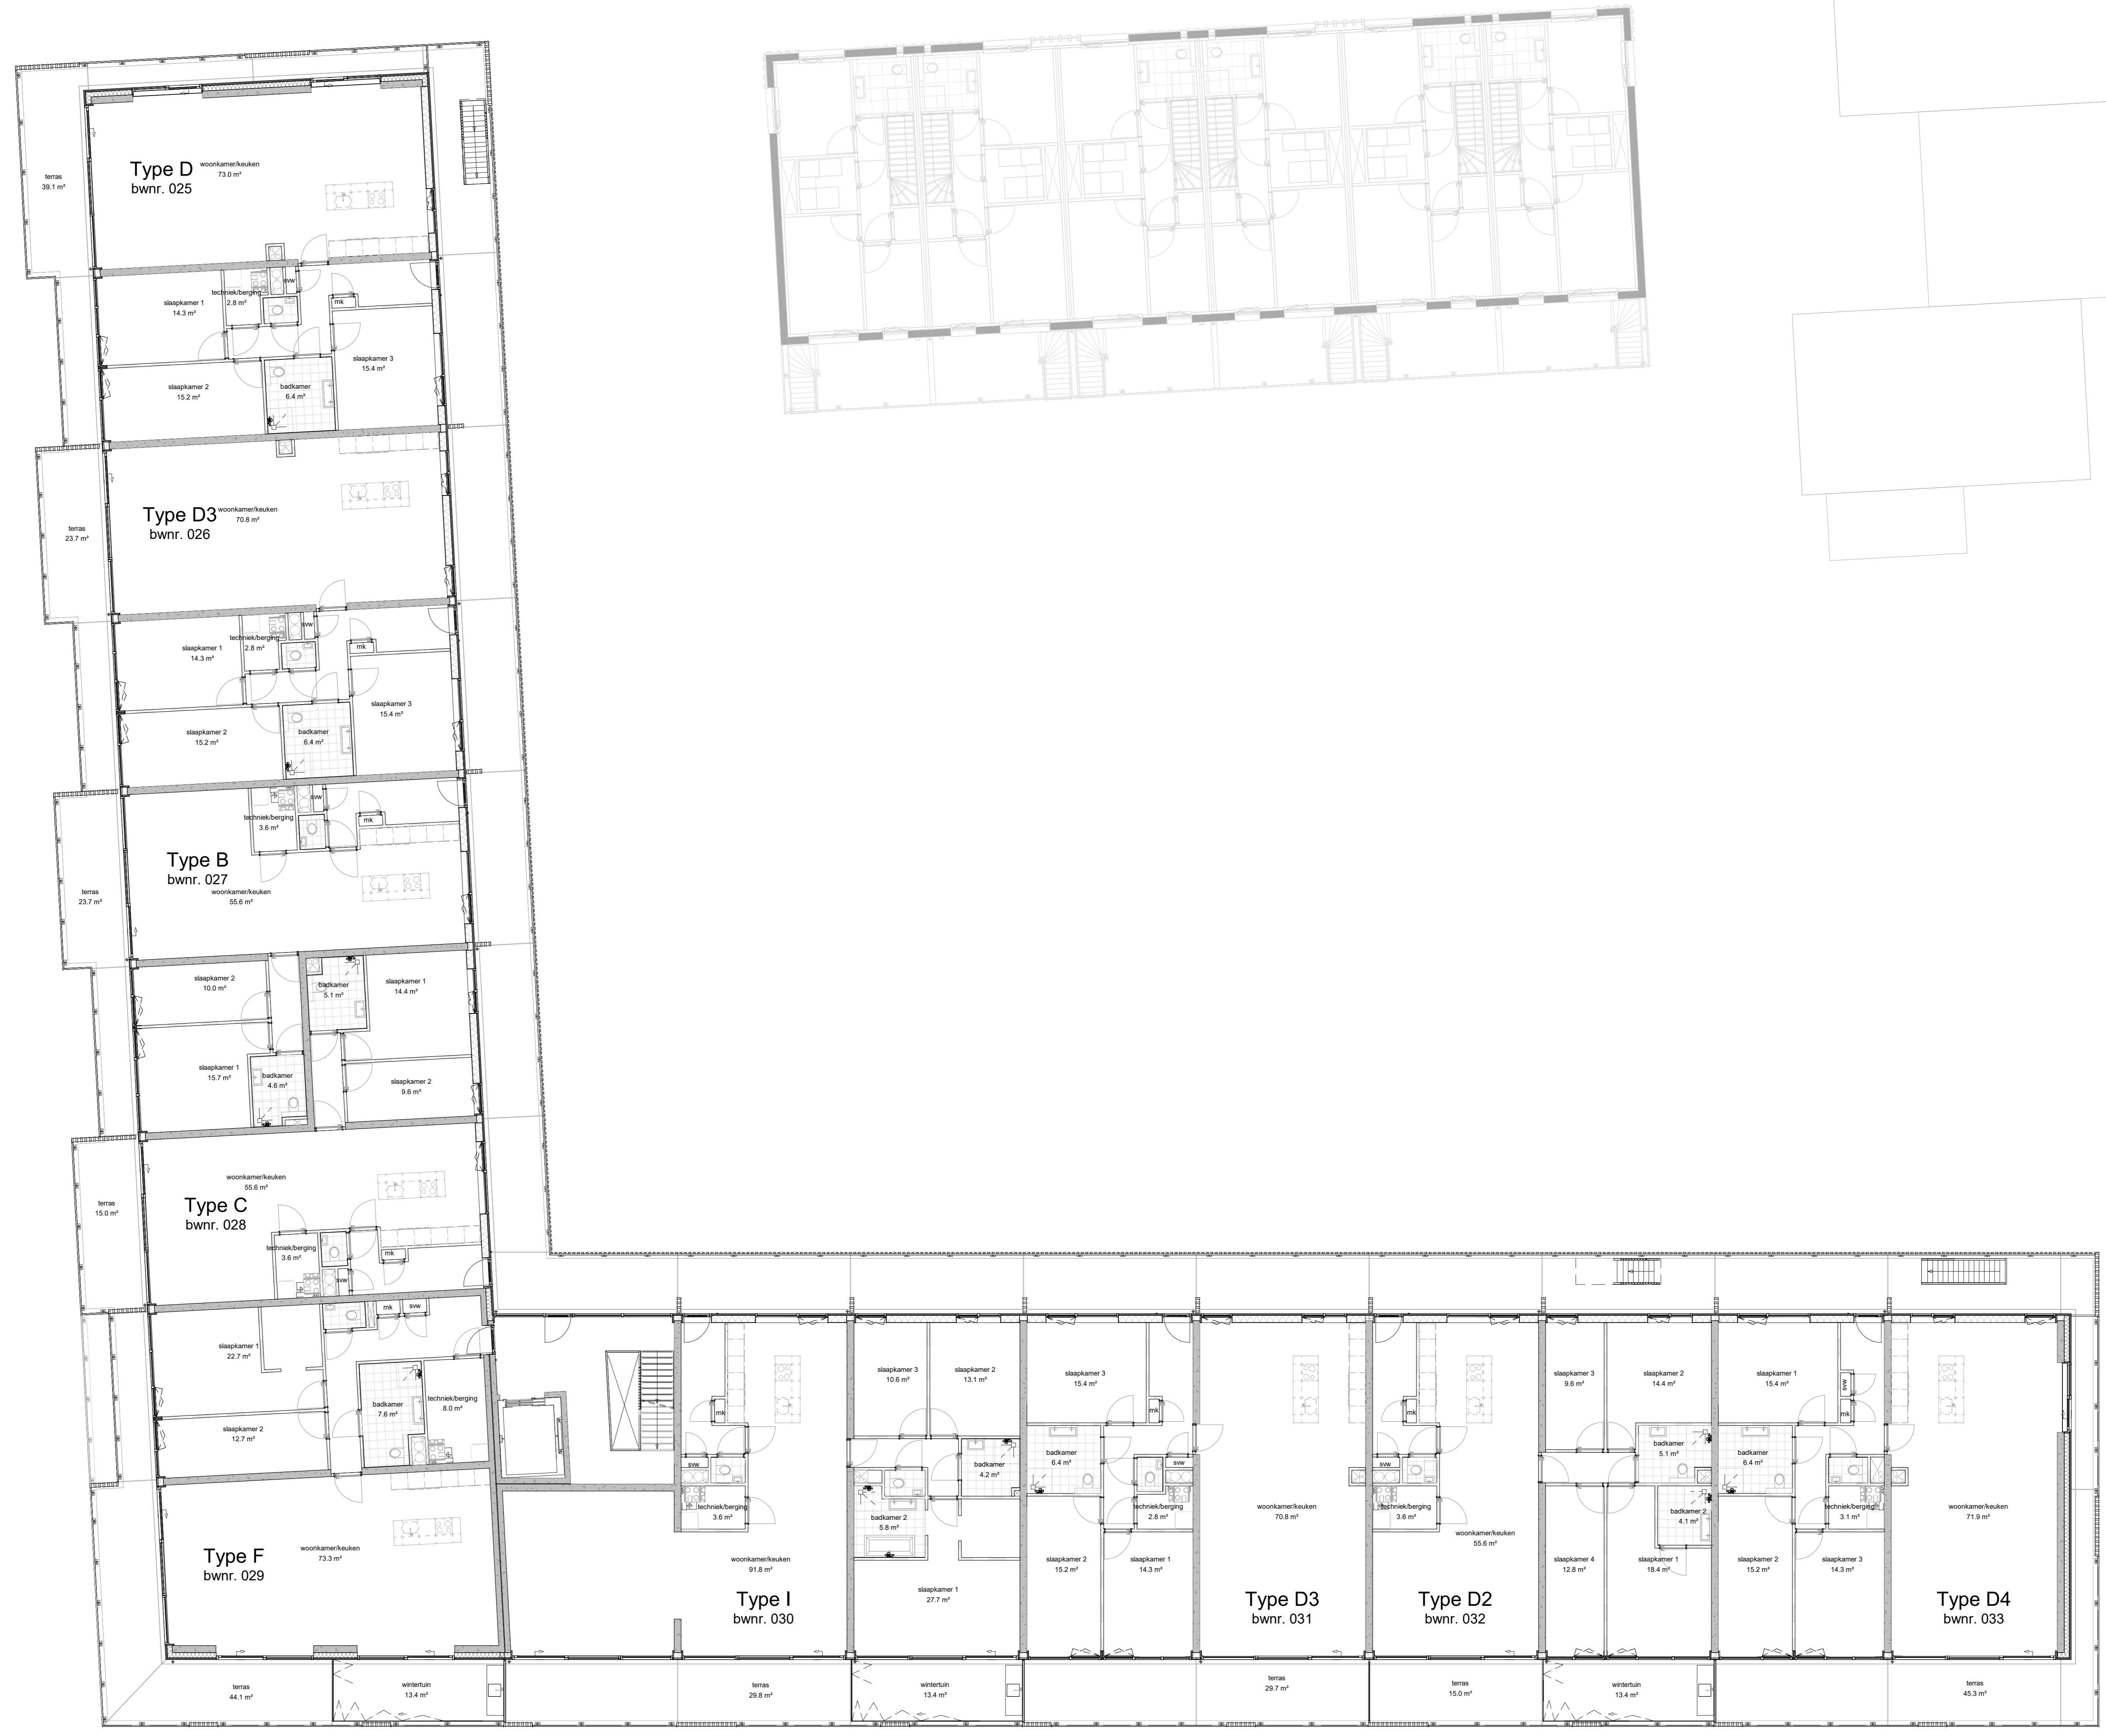 Type D
bwnr. 025
woonkamer/keuken
73.0 m²
terras
39.1 m²
slaapkamer 1
14.3 m²
techniek/berging
2.8 m²
svw
mk
slaapkamer 3
15.4 m²
slaapkamer 2
15.2 m²
badkamer
6.4 m²
Type D3
bwnr. 026
woonkamer/keuken
70.8 m²
terras
23.7 m²
slaapkamer 1
14.3 m²
techniek/berging
2.8 m²
svw
mk
slaapkamer 3
15.4 m²
slaapkamer 2
15.2 m²
badkamer
6.4 m²
techniek/berging
3.6 m²
svw
mk
Type B
bwnr. 027
woonkamer/keuken
55.6 m²
terras
23.7 m²
slaapkamer 2
10.0 m²
badkamer
5.1 m²
slaapkamer 1
14.4 m²
slaapkamer 1
15.7 m²
badkamer
4.6 m²
slaapkamer 2
9.6 m²
woonkamer/keuken
55.6 m²
Type C
bwnr. 028
terras
15.0 m²
techniek/berging
3.6 m²
mk
svw
mk
svw
slaapkamer 1
22.7 m²
badkamer
7.6 m²
techniek/berging
8.0 m²
slaapkamer 2
12.7 m²
woonkamer/keuken
73.3 m²
Type F
bwnr. 029
terras
44.1 m²
wintertuin
13.4 m²
mk
svw
techniek/berging
3.6 m²
woonkamer/keuken
91.8 m²
Type I
bwnr. 030
terras
29.8 m²
slaapkamer 3
10.6 m²
slaapkamer 2
13.1 m²
badkamer
4.2 m²
badkamer 2
5.8 m²
slaapkamer 1
27.7 m²
wintertuin
13.4 m²
slaapkamer 3
15.4 m²
mk
badkamer
6.4 m²
svw
techniek/berging
2.8 m²
slaapkamer 2
15.2 m²
slaapkamer 1
14.3 m²
woonkamer/keuken
70.8 m²
Type D3
bwnr. 031
terras
29.7 m²
mk
svw
techniek/berging
3.6 m²
woonkamer/keuken
55.6 m²
Type D2
bwnr. 032
terras
15.0 m²
slaapkamer 3
9.6 m²
slaapkamer 2
14.4 m²
badkamer
5.1 m²
badkamer 2
4.1 m²
slaapkamer 4
12.8 m²
slaapkamer 1
18.4 m²
wintertuin
13.4 m²
slaapkamer 1
15.4 m²
svw
mk
badkamer
6.4 m²
techniek/berging
3.1 m²
slaapkamer 2
15.2 m²
slaapkamer 3
14.3 m²
woonkamer/keuken
71.9 m²
Type D4
bwnr. 033
terras
45.3 m²